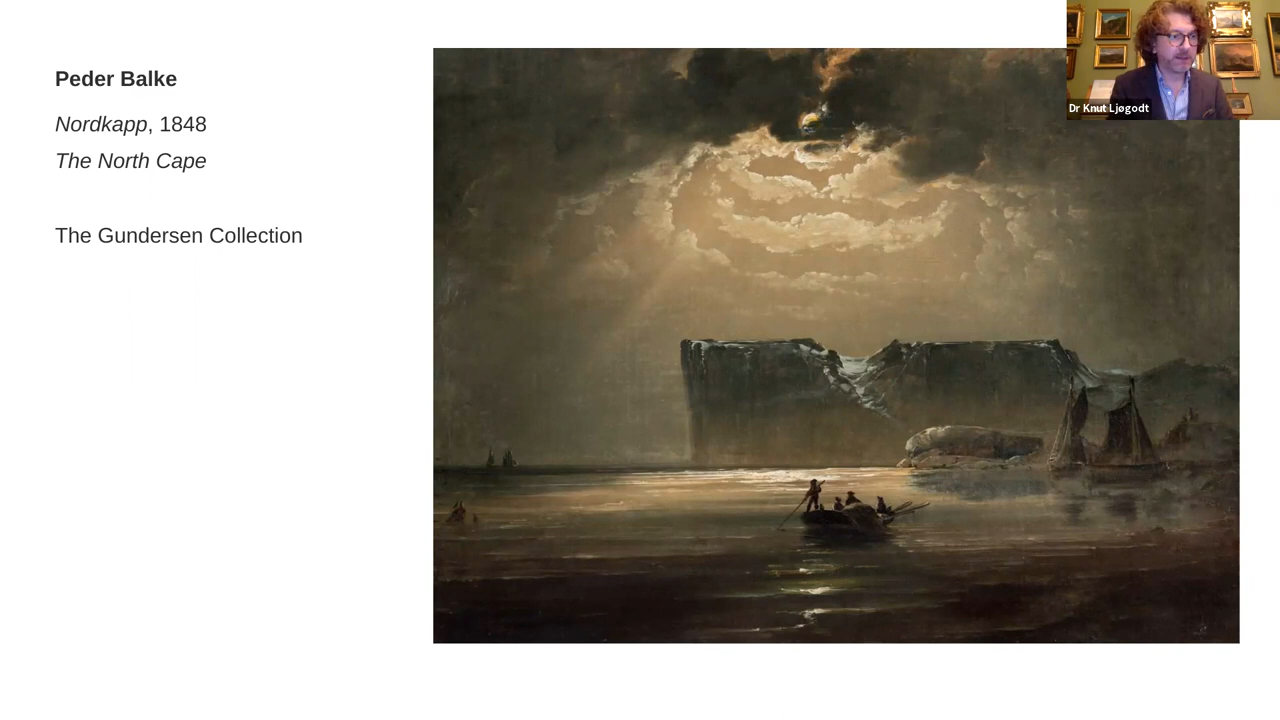 Peder Balke
Nordkapp, 1848
The North Cape
The Gundersen Collection
Dr Knut Ljøgodt